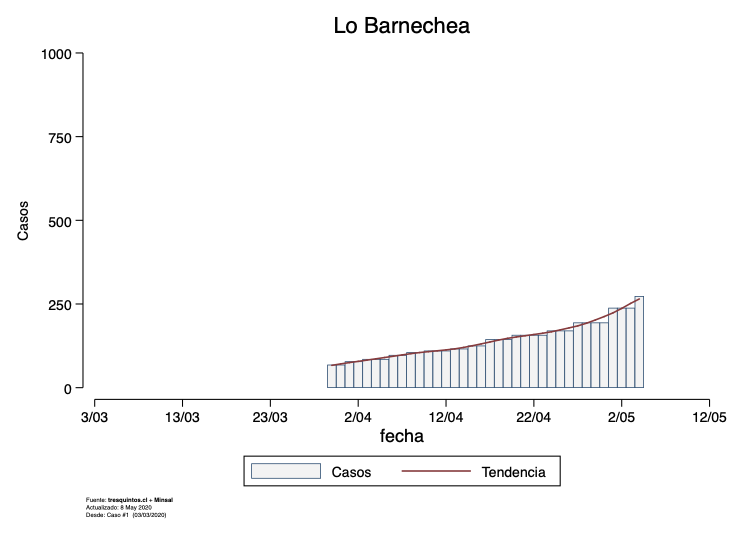 Lo Barnechea
1000
750
500
250
0
Casos
3/03 13/03 23/03 2/04 12/04 22/04 2/05 12/05
fecha
Casos Tendencia
Fuente: tresquintos.cl + Minsal
Actualizado: 8 May 2020
Desde: Caso #1 (03/03/2020)